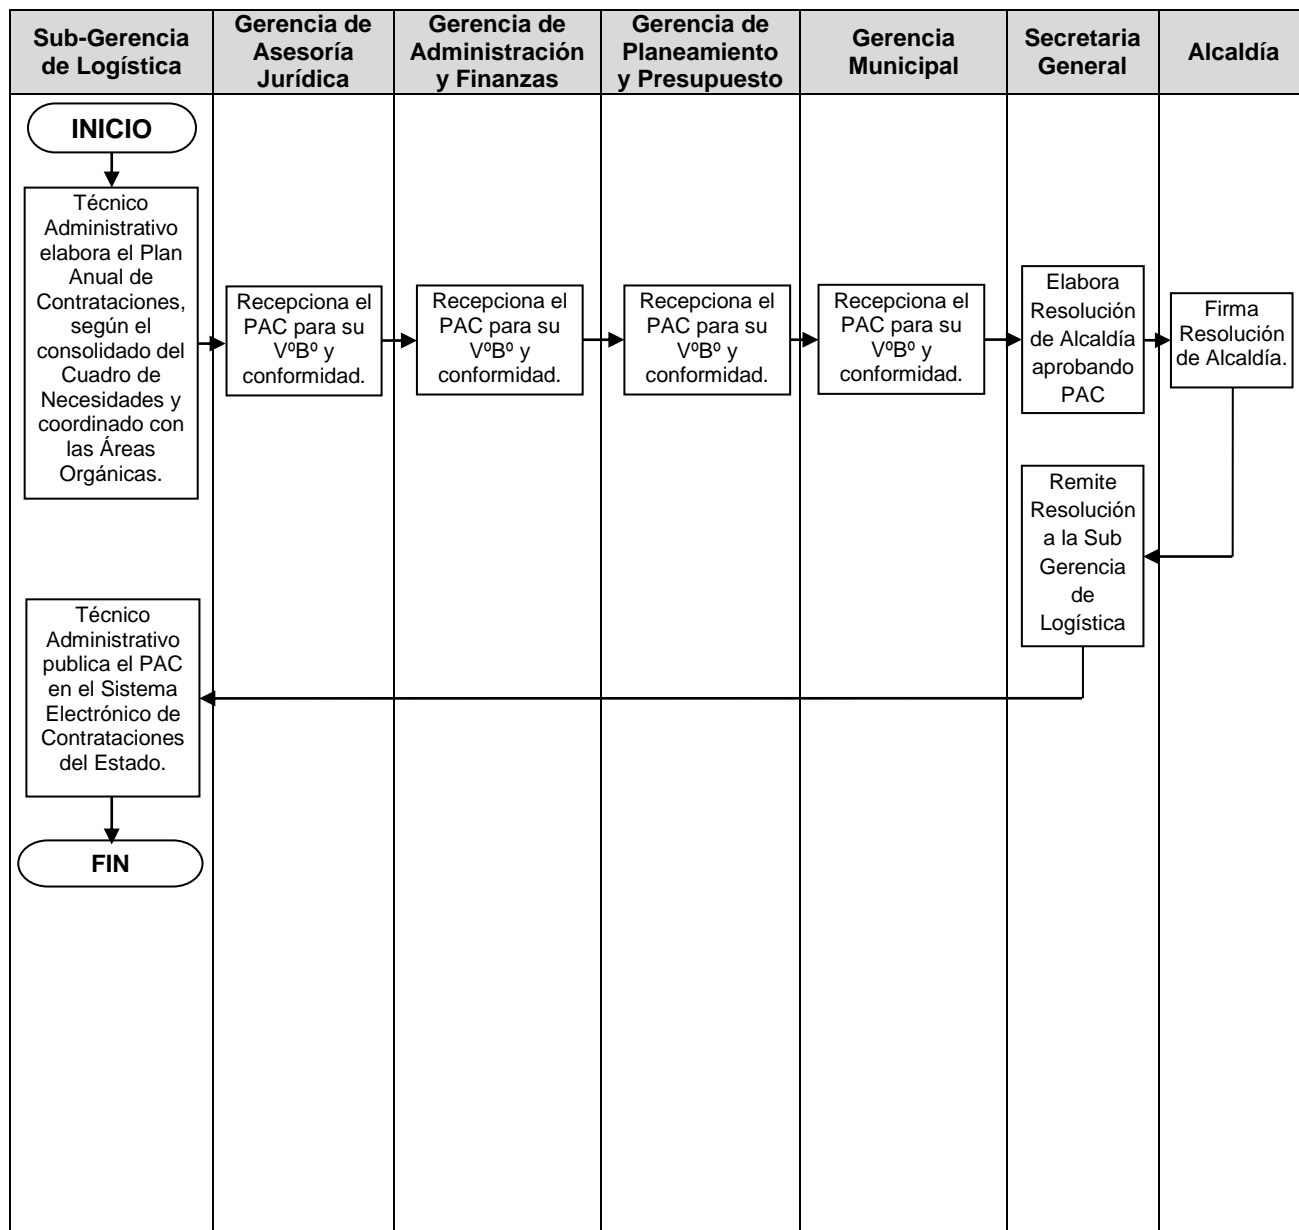 Sub-Gerencia
de Logística
Gerencia de
Asesoría
Jurídica
Gerencia de
Administración
y Finanzas
Gerencia de
Planeamiento
y Presupuesto
Gerencia
Municipal
Secretaria
General
Alcaldía
INICIO
Técnico
Administrativo
elabora el Plan
Anual de
Contrataciones,
según el
consolidado del
Cuadro de
Necesidades y
coordinado con
las Áreas
Orgánicas.
Recepciona el
PAC para su
VºBº y
conformidad.
Recepciona el
PAC para su
VºBº y
conformidad.
Recepciona el
PAC para su
VºBº y
conformidad.
Recepciona el
PAC para su
VºBº y
conformidad.
Elabora
Resolución
de Alcaldía
aprobando
PAC
Firma
Resolución
de Alcaldía.
Remite
Resolución
a la Sub
Gerencia
de
Logística
Técnico
Administrativo
publica el PAC
en el Sistema
Electrónico de
Contrataciones
del Estado.
FIN